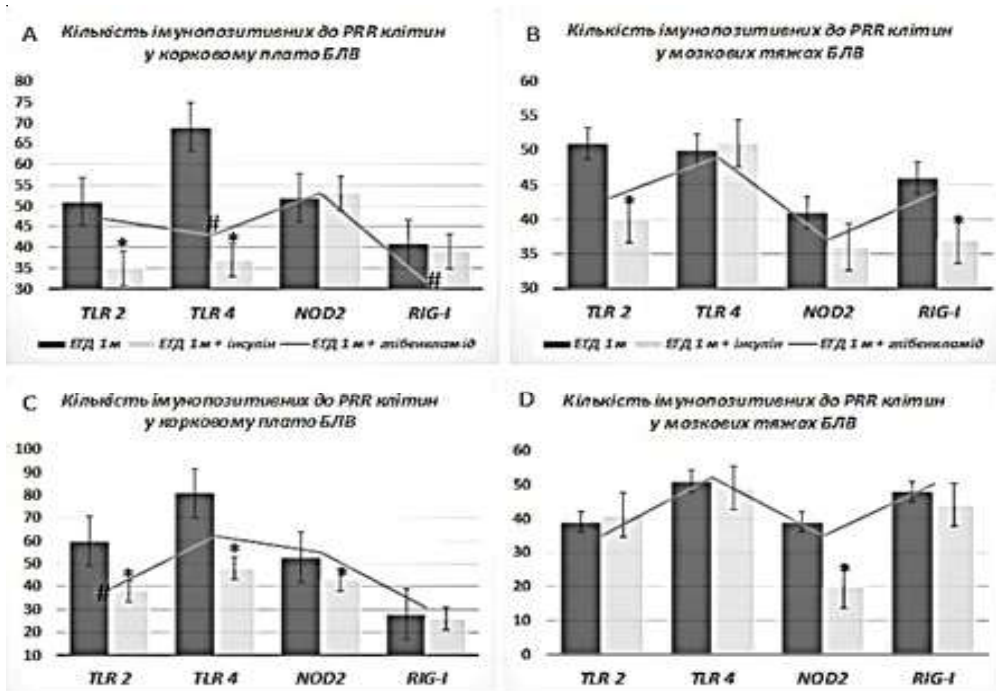 A
Кількість імунопозитивних до PRR клітин
у корковому плато БЛВ
80
75
70
65
60
55
50
45
40
35
30
#
*
*
#
TLR 2 TLR 4 NOD2 RIG-I
ЕГД 1 м ЕГД 1 м + інсулін ЕГД 1 м + глібенкламід
B
Кількість імунопозитивних до PRR клітин
у мозкових тяжах БЛВ
60
55
50
45
40
35
30
*
*
TLR 2 TLR 4 NOD2 RIG-I
ЕГД 1 м ЕГД 1 м + інсулін ЕГД 1 м + глібенкламід
C
Кількість імунопозитивних до PRR клітин
у корковому плато БЛВ
100
90
80
70
60
50
40
30
20
10
#
*
*
*
TLR 2 TLR 4 NOD2 RIG-I
D
Кількість імунопозитивних до PRR клітин
у мозкових тяжах БЛВ
60
50
40
30
20
10
0
*
TLR 2 TLR 4 NOD2 RIG-I